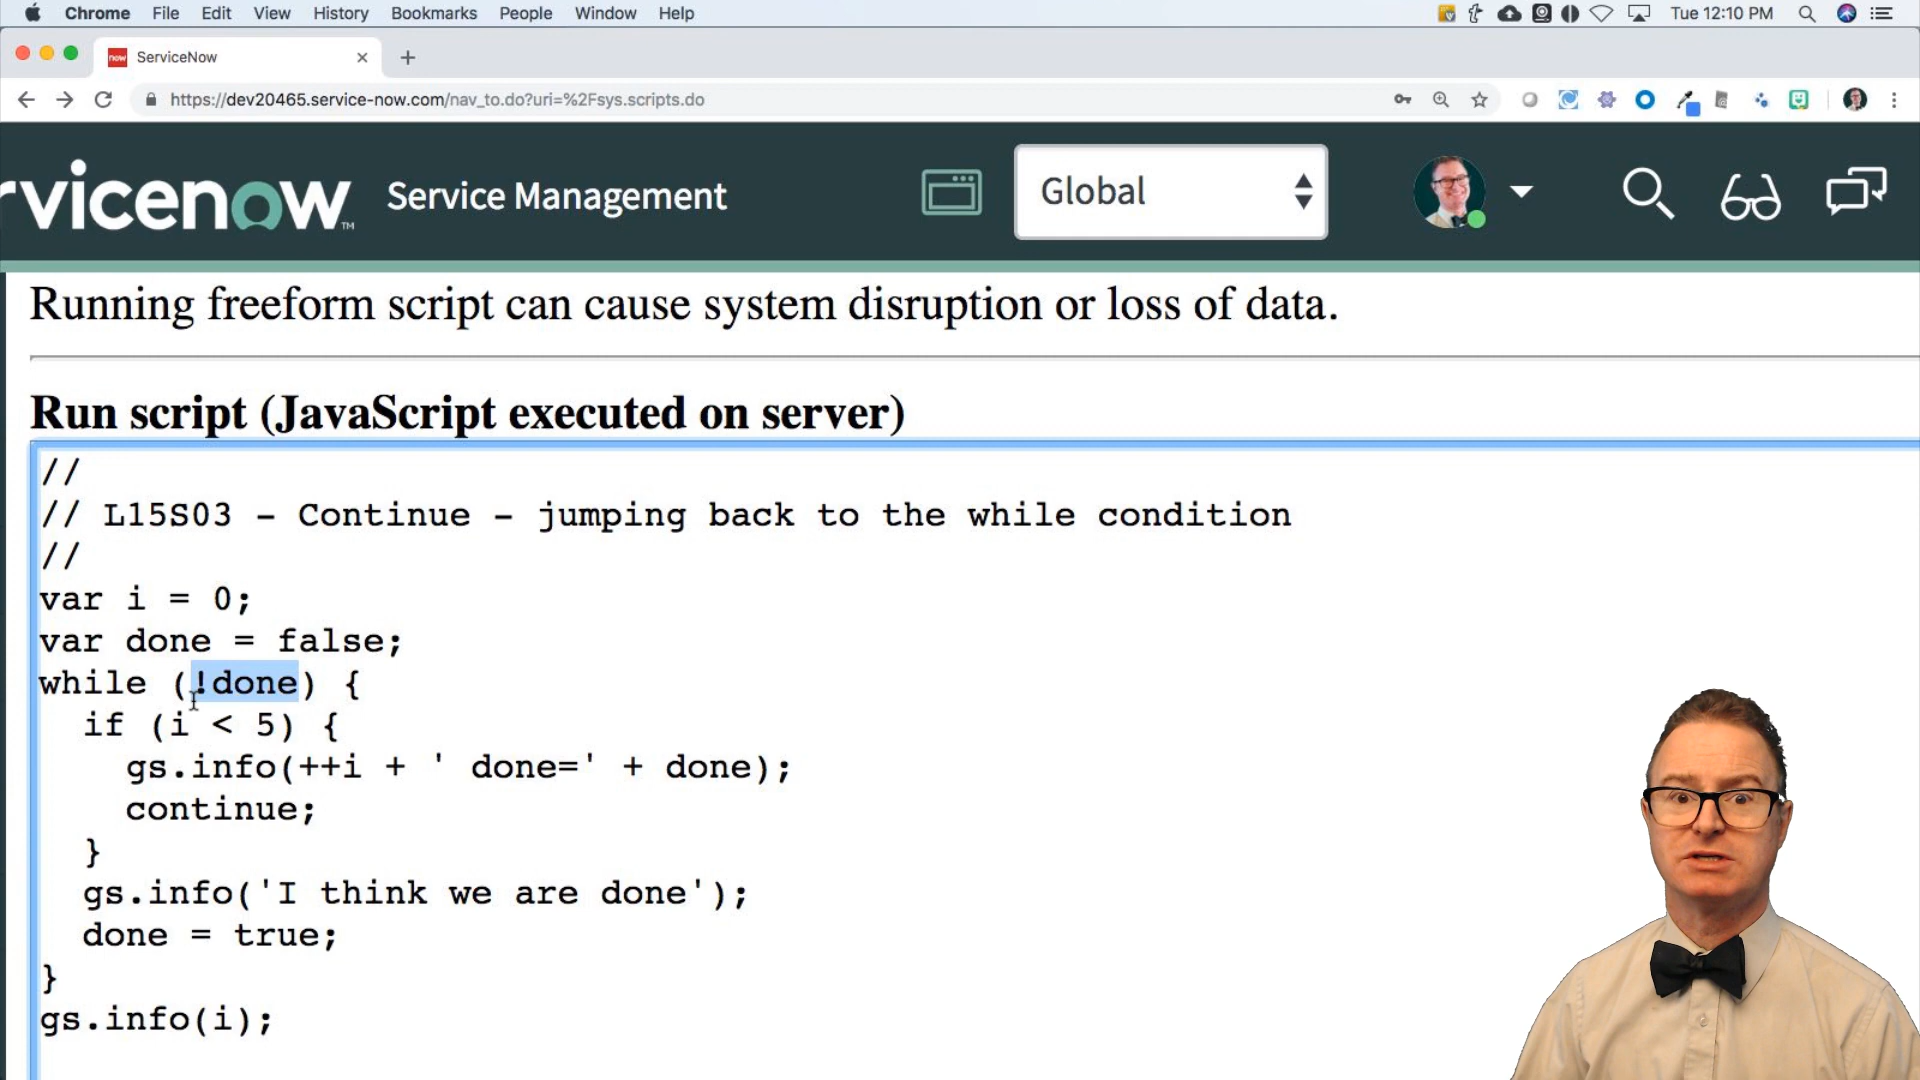 Chrome File Edit View History Bookmarks People Window Help Tue 12:10 PM
now ServiceNow
https://dev20465.service-now.com/nav_to.do?uri=%2Fsys.scripts.do
rvicenow™ Service Management Global
Running freeform script can cause system disruption or loss of data.
Run script (JavaScript executed on server)
//
// L15S03 - Continue - jumping back to the while condition
//
var i = 0;
var done = false;
while (!done) {
if (i < 5) {
gs.info(++i + ' done=' + done);
continue;
}
gs.info('I think we are done');
done = true;
}
gs.info(i);